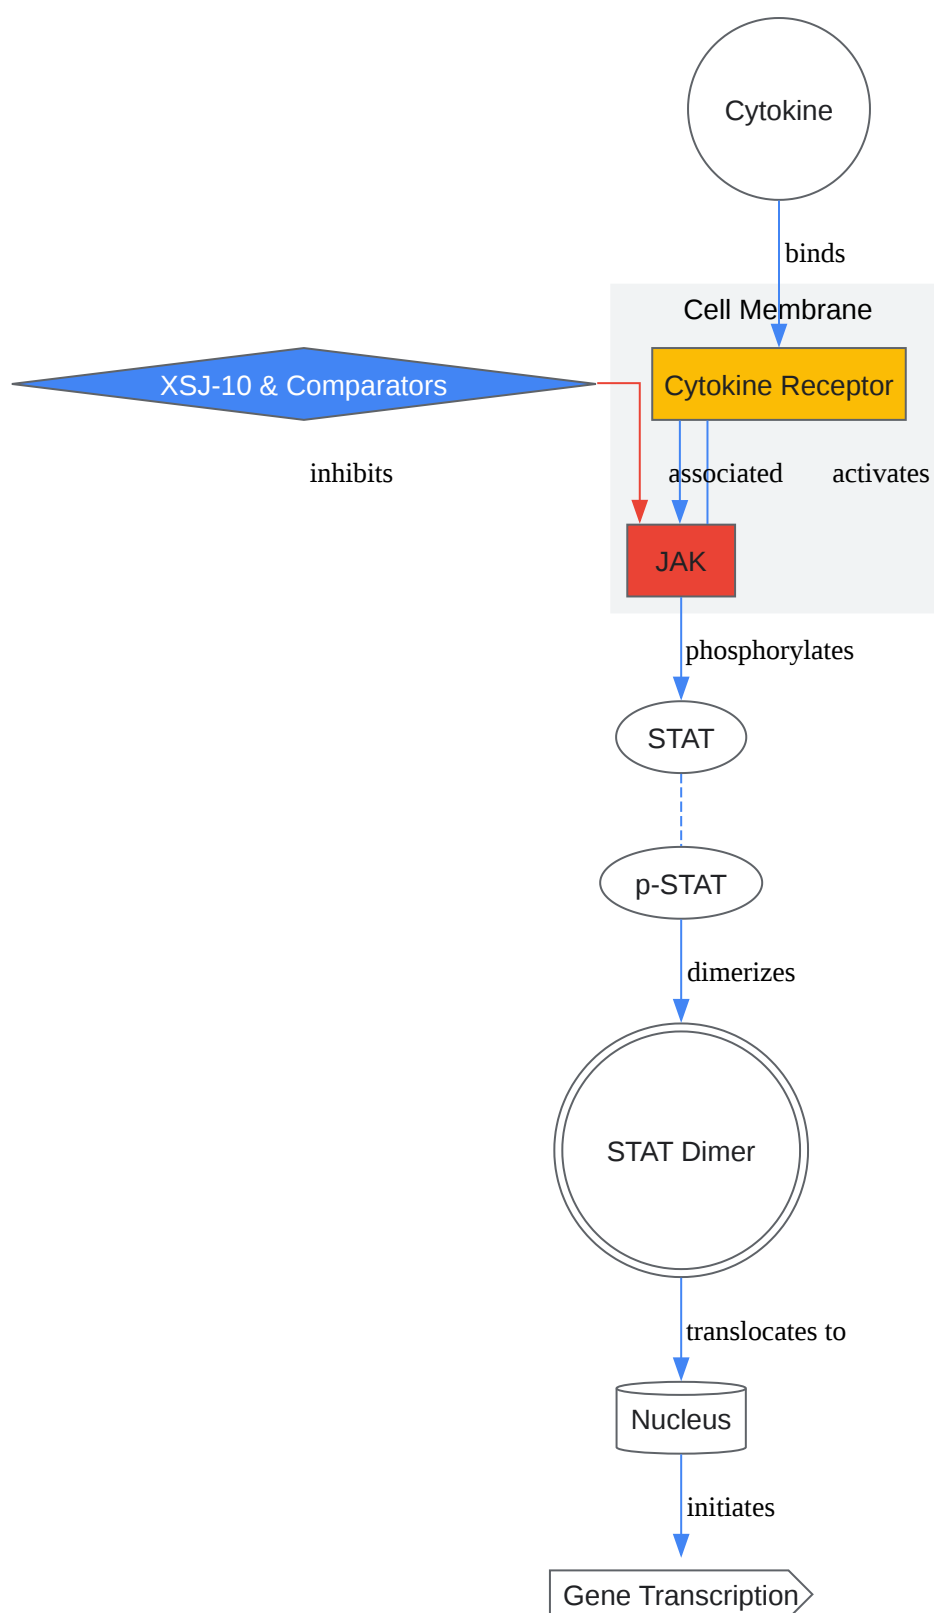 Cytokine
binds
Cell Membrane
XSJ-10 & Comparators
Cytokine Receptor
inhibits
associated
activates
JAK
phosphorylates
STAT
p-STAT
dimerizes
STAT Dimer
translocates to
Nucleus
initiates
Gene Transcription